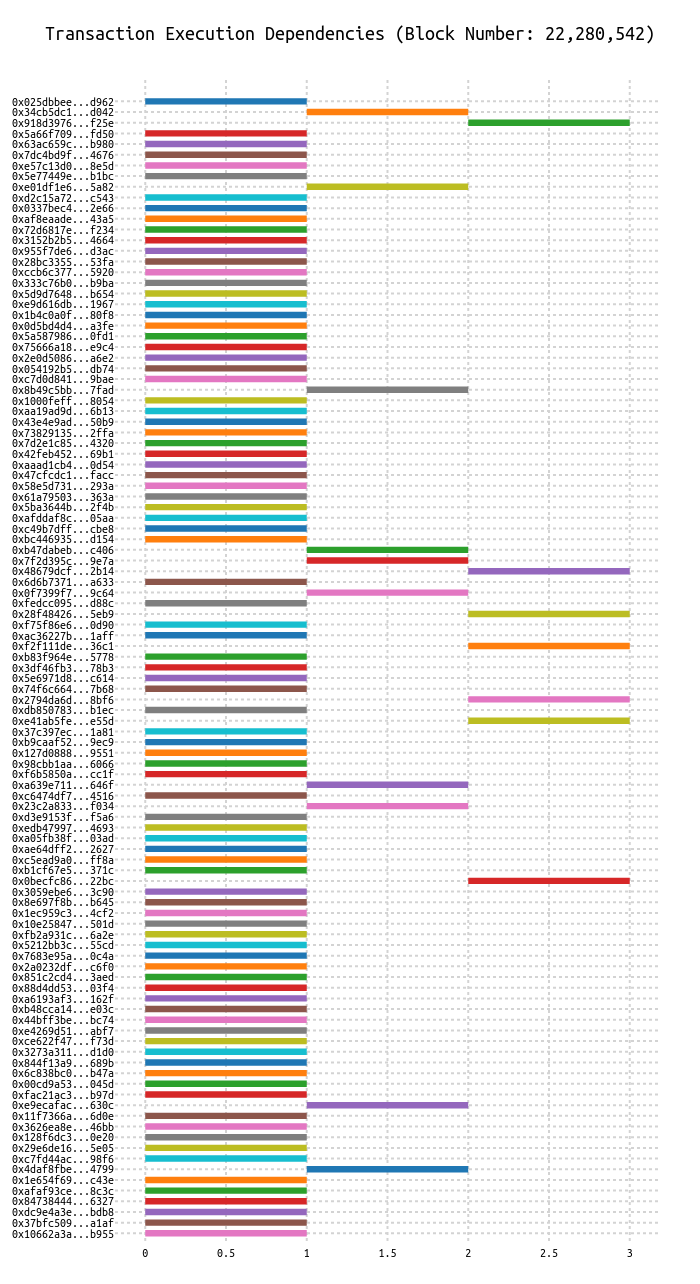 Transaction Execution Dependencies (Block Number: 22,280,542)
0x025dbbee...d962
0x34cb5dc1...d042
0x918d3976...f25e
0x5a66f709...fd50
0x63ac659c...b980
0x7dc4bd9f...4676
0xe57c13d0...8e5d
0x5e77449e...b1bc
0xe01df1e6...5a82
0xd2c15a72...c543
0x0337bec4...2e66
0xaf8eaade...43a5
0x72d6817e...f234
0x3152b2b5...4664
0x955f7de6...d3ac
0x28bc3355...53fa
0xccb6c377...5920
0x333c76b0...b9ba
0x5d9d7648...b654
0xe9d616db...1967
0x1b4c0a0f...80f8
0x0d5bd4d4...a3fe
0x5a587986...0fd1
0x75666a18...e9c4
0x2e0d5086...a6e2
0x054192b5...db74
0xc7d0d841...9bae
0x8b49c5bb...7fad
0x1000feff...8054
0xaa19ad9d...6b13
0x43e4e9ad...50b9
0x73829135...2ffa
0x7d2e1c85...4320
0x42feb452...69b1
0xaaad1cb4...0d54
0x47cfcdc1...facc
0x58e5d731...293a
0x61a79503...363a
0x5ba3644b...2f4b
0xafddaf8c...05aa
0xc49b7dff...cbe8
0xbc446935...d154
0xb47dabeb...c406
0x7f2d395c...9e7a
0x48679dcf...2b14
0x6d6b7371...a633
0x0f7399f7...9c64
0xfedcc095...d88c
0x28f48426...5eb9
0xf75f86e6...0d90
0xac36227b...1aff
0xf2f111de...36c1
0xb83f964e...5778
0x3df46fb3...78b3
0x5e6971d8...c614
0x74f6c664...7b68
0x2794da6d...8bf6
0xdb850783...b1ec
0xe41ab5fe...e55d
0x37c397ec...1a81
0xb9caaf52...9ec9
0x127d0888...9551
0x98cbb1aa...6066
0xf6b5850a...cc1f
0xa639e711...646f
0xc6474df7...4516
0x23c2a833...f034
0xd3e9153f...f5a6
0xedb47997...4693
0xa05fb38f...03ad
0xae64dff2...2627
0xc5ead9a0...ff8a
0xb1cf67e5...371c
0x0becfc86...22bc
0x3059ebe6...3c90
0x8e697f8b...b645
0x1ec959c3...4cf2
0x10e25847...501d
0xfb2a931c...6a2e
0x5212bb3c...55cd
0x7683e95a...0c4a
0x2a0232df...c6f0
0x851c2cd4...3aed
0x88d4dd53...03f4
0xa6193af3...162f
0xb48cca14...e03c
0x44bff3be...bc74
0xe4269d51...abf7
0xce622f47...f73d
0x3273a311...d1d0
0x844f13a9...689b
0x6c838bc0...b47a
0x00cd9a53...045d
0xfac21ac3...b97d
0xe9ecafac...630c
0x11f7366a...6d0e
0x3626ea8e...46bb
0x128f6dc3...0e20
0x29e6de16...5e05
0xc7fd44ac...98f6
0x4daf8fbe...4799
0x1e654f69...c43e
0xafaf93ce...8c3c
0x84738444...6327
0xdc9e4a3e...bdb8
0x37bfc509...a1af
0x10662a3a...b955
0 0.5 1 1.5 2 2.5 3